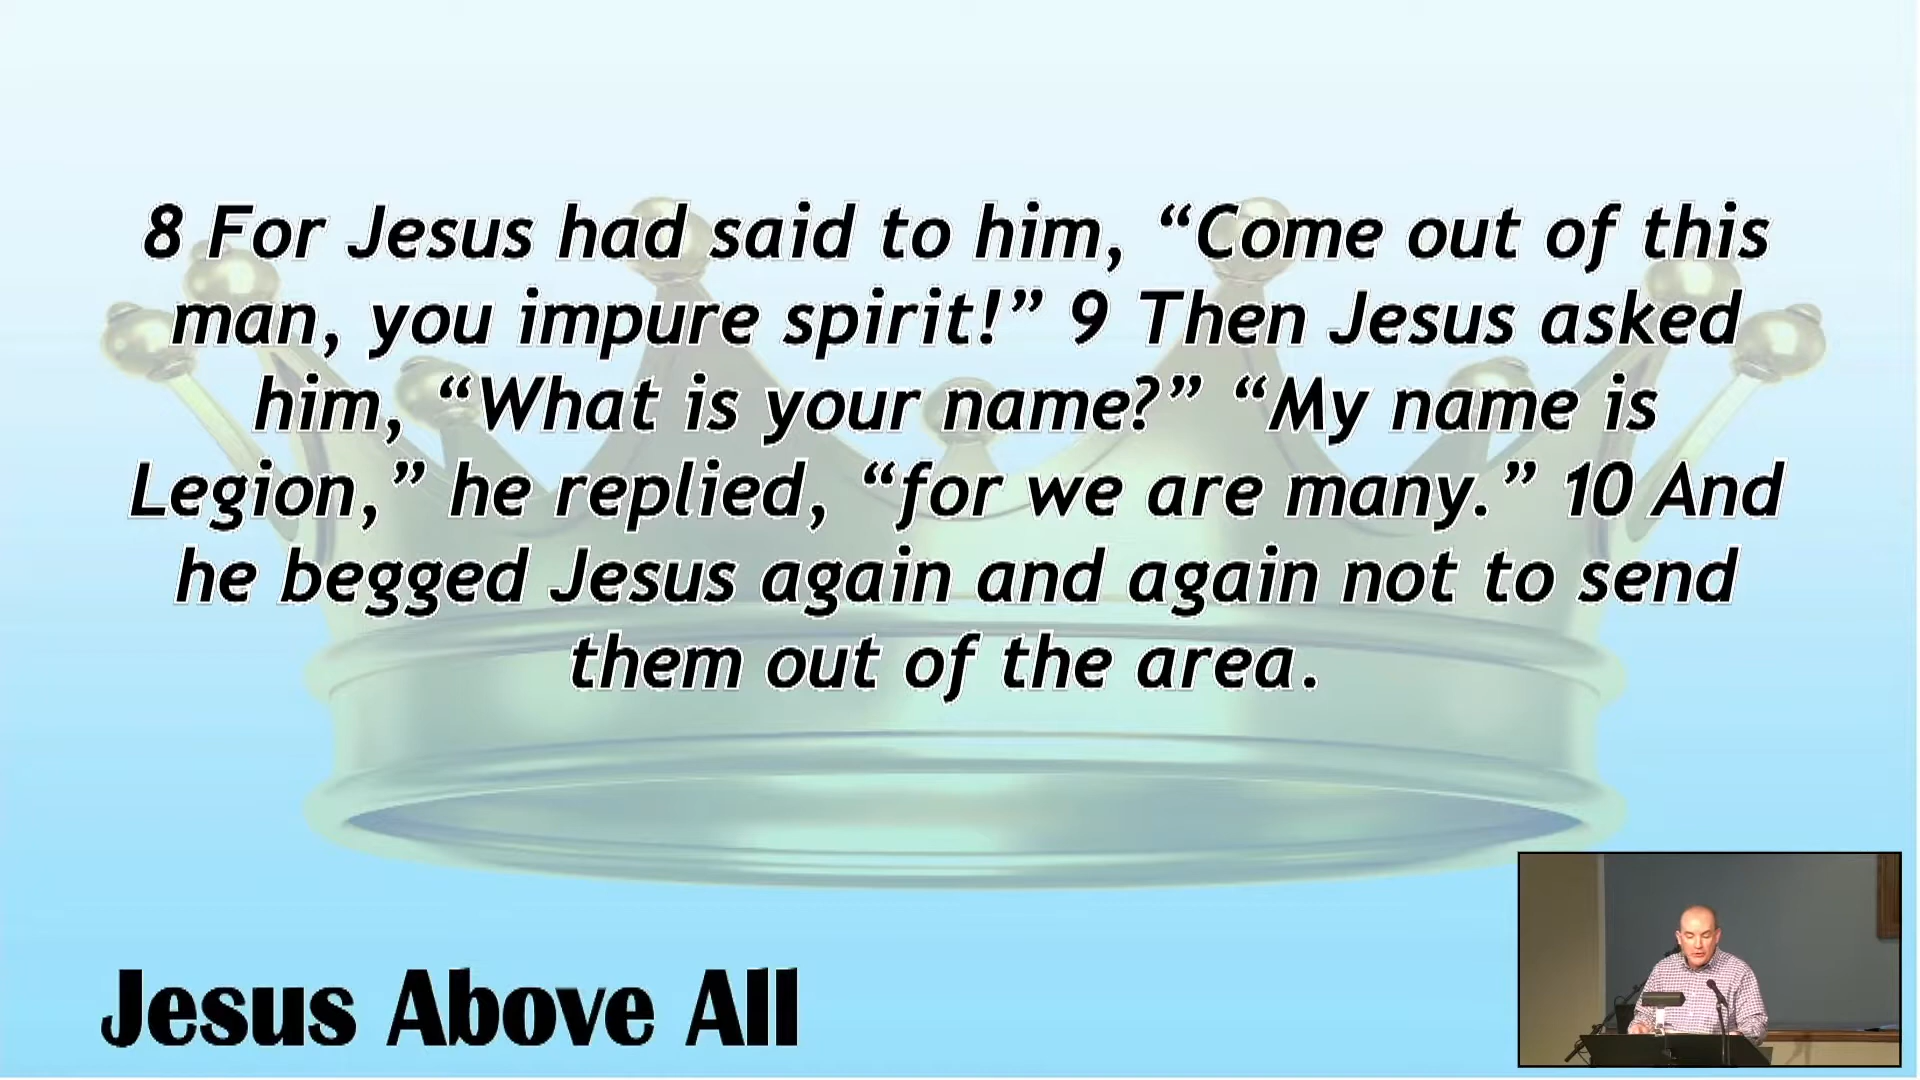 8 For Jesus had said to him, “Come out of this
man, you impure spirit!” 9 Then Jesus asked
him, “What is your name?” “My name is
Legion,” he replied, “for we are many.” 10 And
he begged Jesus again and again not to send
them out of the area.
Jesus Above All